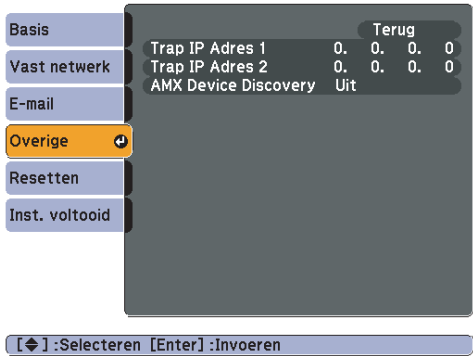 Basis
Vast netwerk
E-mail
Overige
Resetten
Inst. voltooid
Terug
Trap IP Adres 1 0. 0. 0. 0
Trap IP Adres 2 0. 0. 0. 0
AMX Device Discovery Uit
[◆] :Selecteren [Enter] :Invoeren